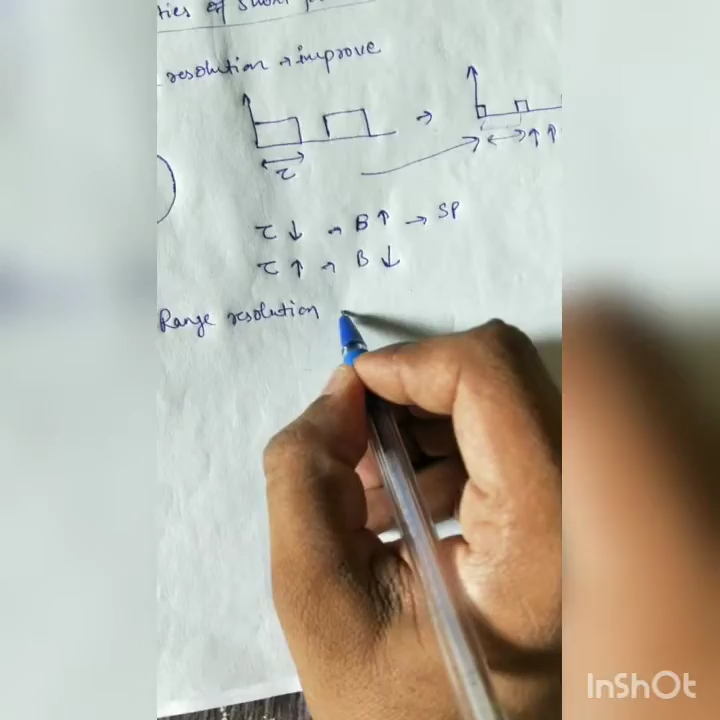 ties of Short
resolution → improve
→
τ ↑↑
τ ↓ → B ↑ → SP
τ ↑ → B ↓
Range resolution
InShOt